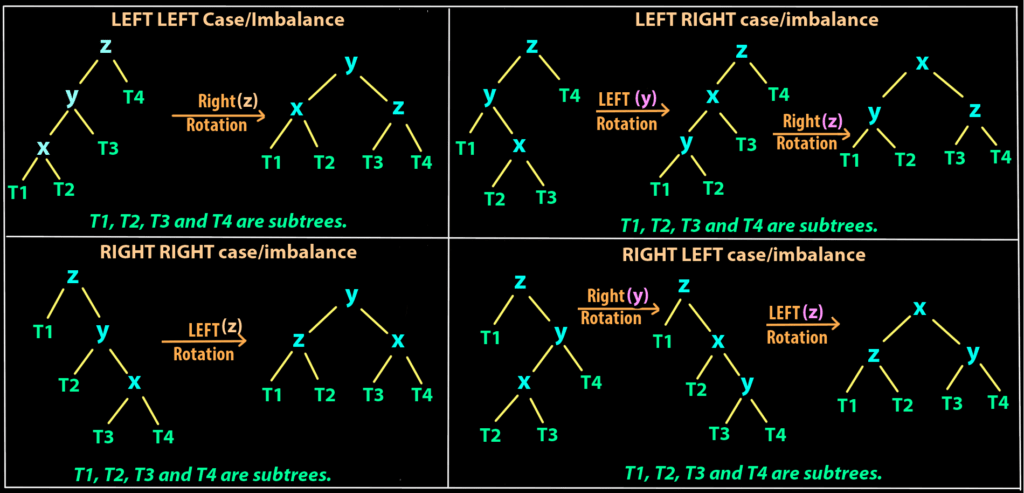 LEFT LEFT Case/Imbalance
z
y
T4
x
T3
T1 T2
Right(z)
Rotation
y
x z
T1 T2 T3 T4
T1, T2, T3 and T4 are subtrees.
LEFT RIGHT case/imbalance
z
y T4
T1 x
T2 T3
LEFT (y)
Rotation
z
x T4
y T3
T1 T2
Right(z)
Rotation
x
y z
T1 T2 T3 T4
T1, T2, T3 and T4 are subtrees.
RIGHT RIGHT case/imbalance
z
T1 y
T2 x
T3 T4
LEFT(z)
Rotation
y
z x
T1 T2 T3 T4
T1, T2, T3 and T4 are subtrees.
RIGHT LEFT case/imbalance
z
T1 y
x T4
T2 T3
Right(y)
Rotation
z
T1 x
T2 y
T3 T4
LEFT(z)
Rotation
x
z y
T1 T2 T3 T4
T1, T2, T3 and T4 are subtrees.